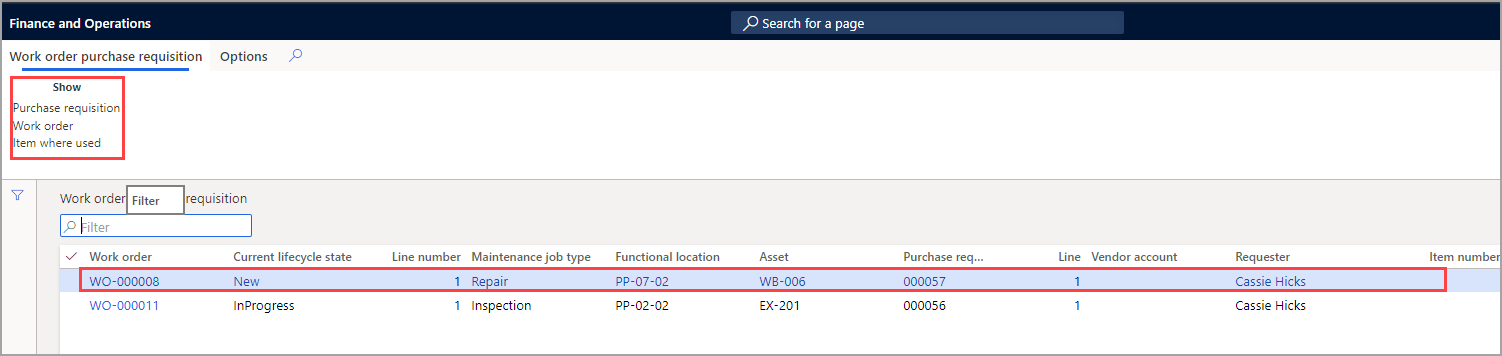 Finance and Operations
Search for a page
Work order purchase requisition Options
Show
Purchase requisition
Work order
Item where used
Work order Filter requisition
Filter
Work order Current lifecycle state Line number Maintenance job type Functional location Asset Purchase req... Line Vendor account Requester Item number
WO-000008 New 1 Repair PP-07-02 WB-006 000057 1 Cassie Hicks
WO-000011 InProgress 1 Inspection PP-02-02 EX-201 000056 1 Cassie Hicks